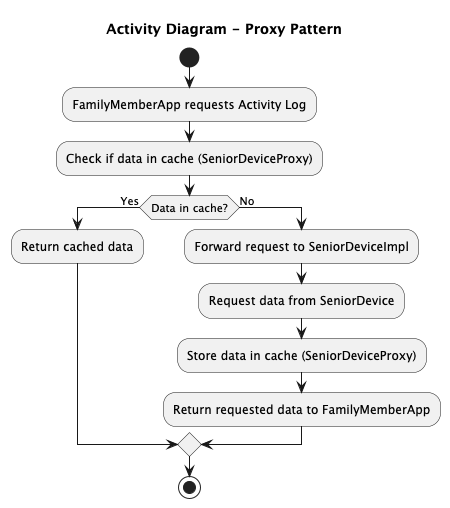 Activity Diagram - Proxy Pattern
FamilyMemberApp requests Activity Log
Check if data in cache (SeniorDeviceProxy)
Yes
Data in cache?
No
Return cached data
Forward request to SeniorDeviceImpl
Request data from SeniorDevice
Store data in cache (SeniorDeviceProxy)
Return requested data to FamilyMemberApp